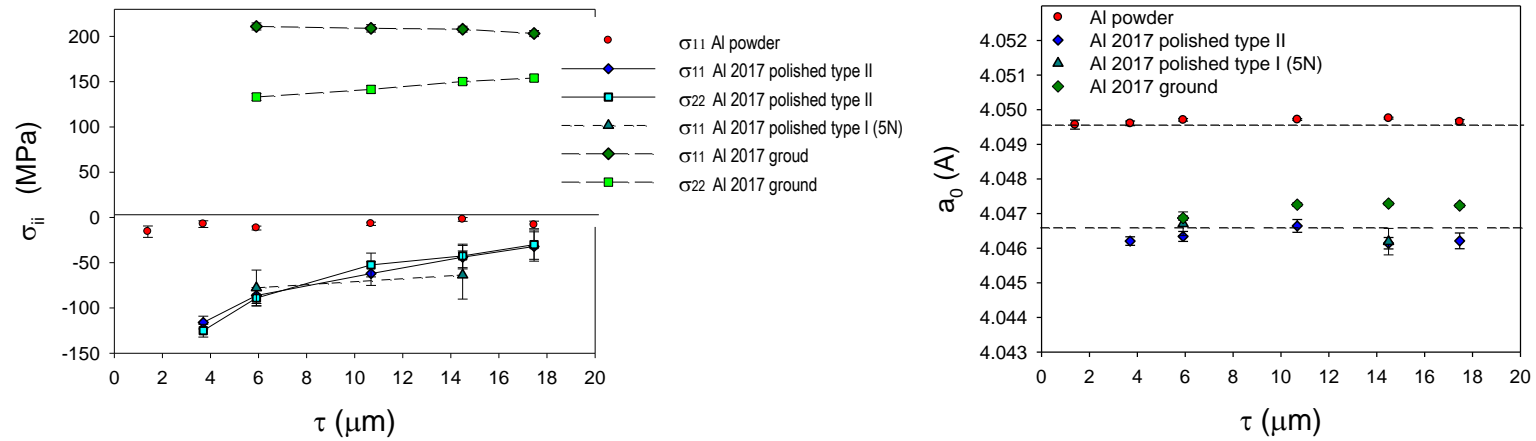 200
150
100
50
0
-50
-100
-150
σii (MPa)
0 2 4 6 8 10 12 14 16 18 20
τ (μm)
σ11 Al powder
σ11 Al 2017 polished type II
σ22 Al 2017 polished type II
σ11 Al 2017 polished type I (5N)
σ11 Al 2017 groud
σ22 Al 2017 ground
4.052
4.051
4.050
4.049
4.047
4.047
4.046
4.045
4.044
4.043
a0 (A)
0 2 4 6 8 10 12 14 16 18 20
τ (μm)
Al powder
Al 2017 polished type II
Al 2017 polished type I (5N)
Al 2017 ground